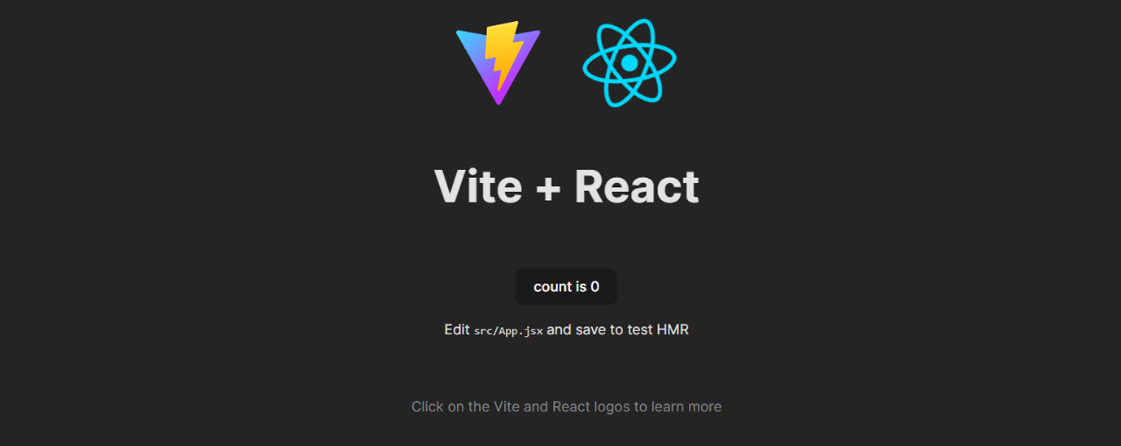 Vite + React
count is 0
Edit src/App.jsx and save to test HMR
Click on the Vite and React logos to learn more